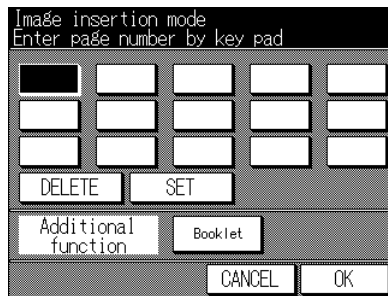 Image insertion mode
Enter page number by key pad
DELETE SET
Additional
function
Booklet
CANCEL OK